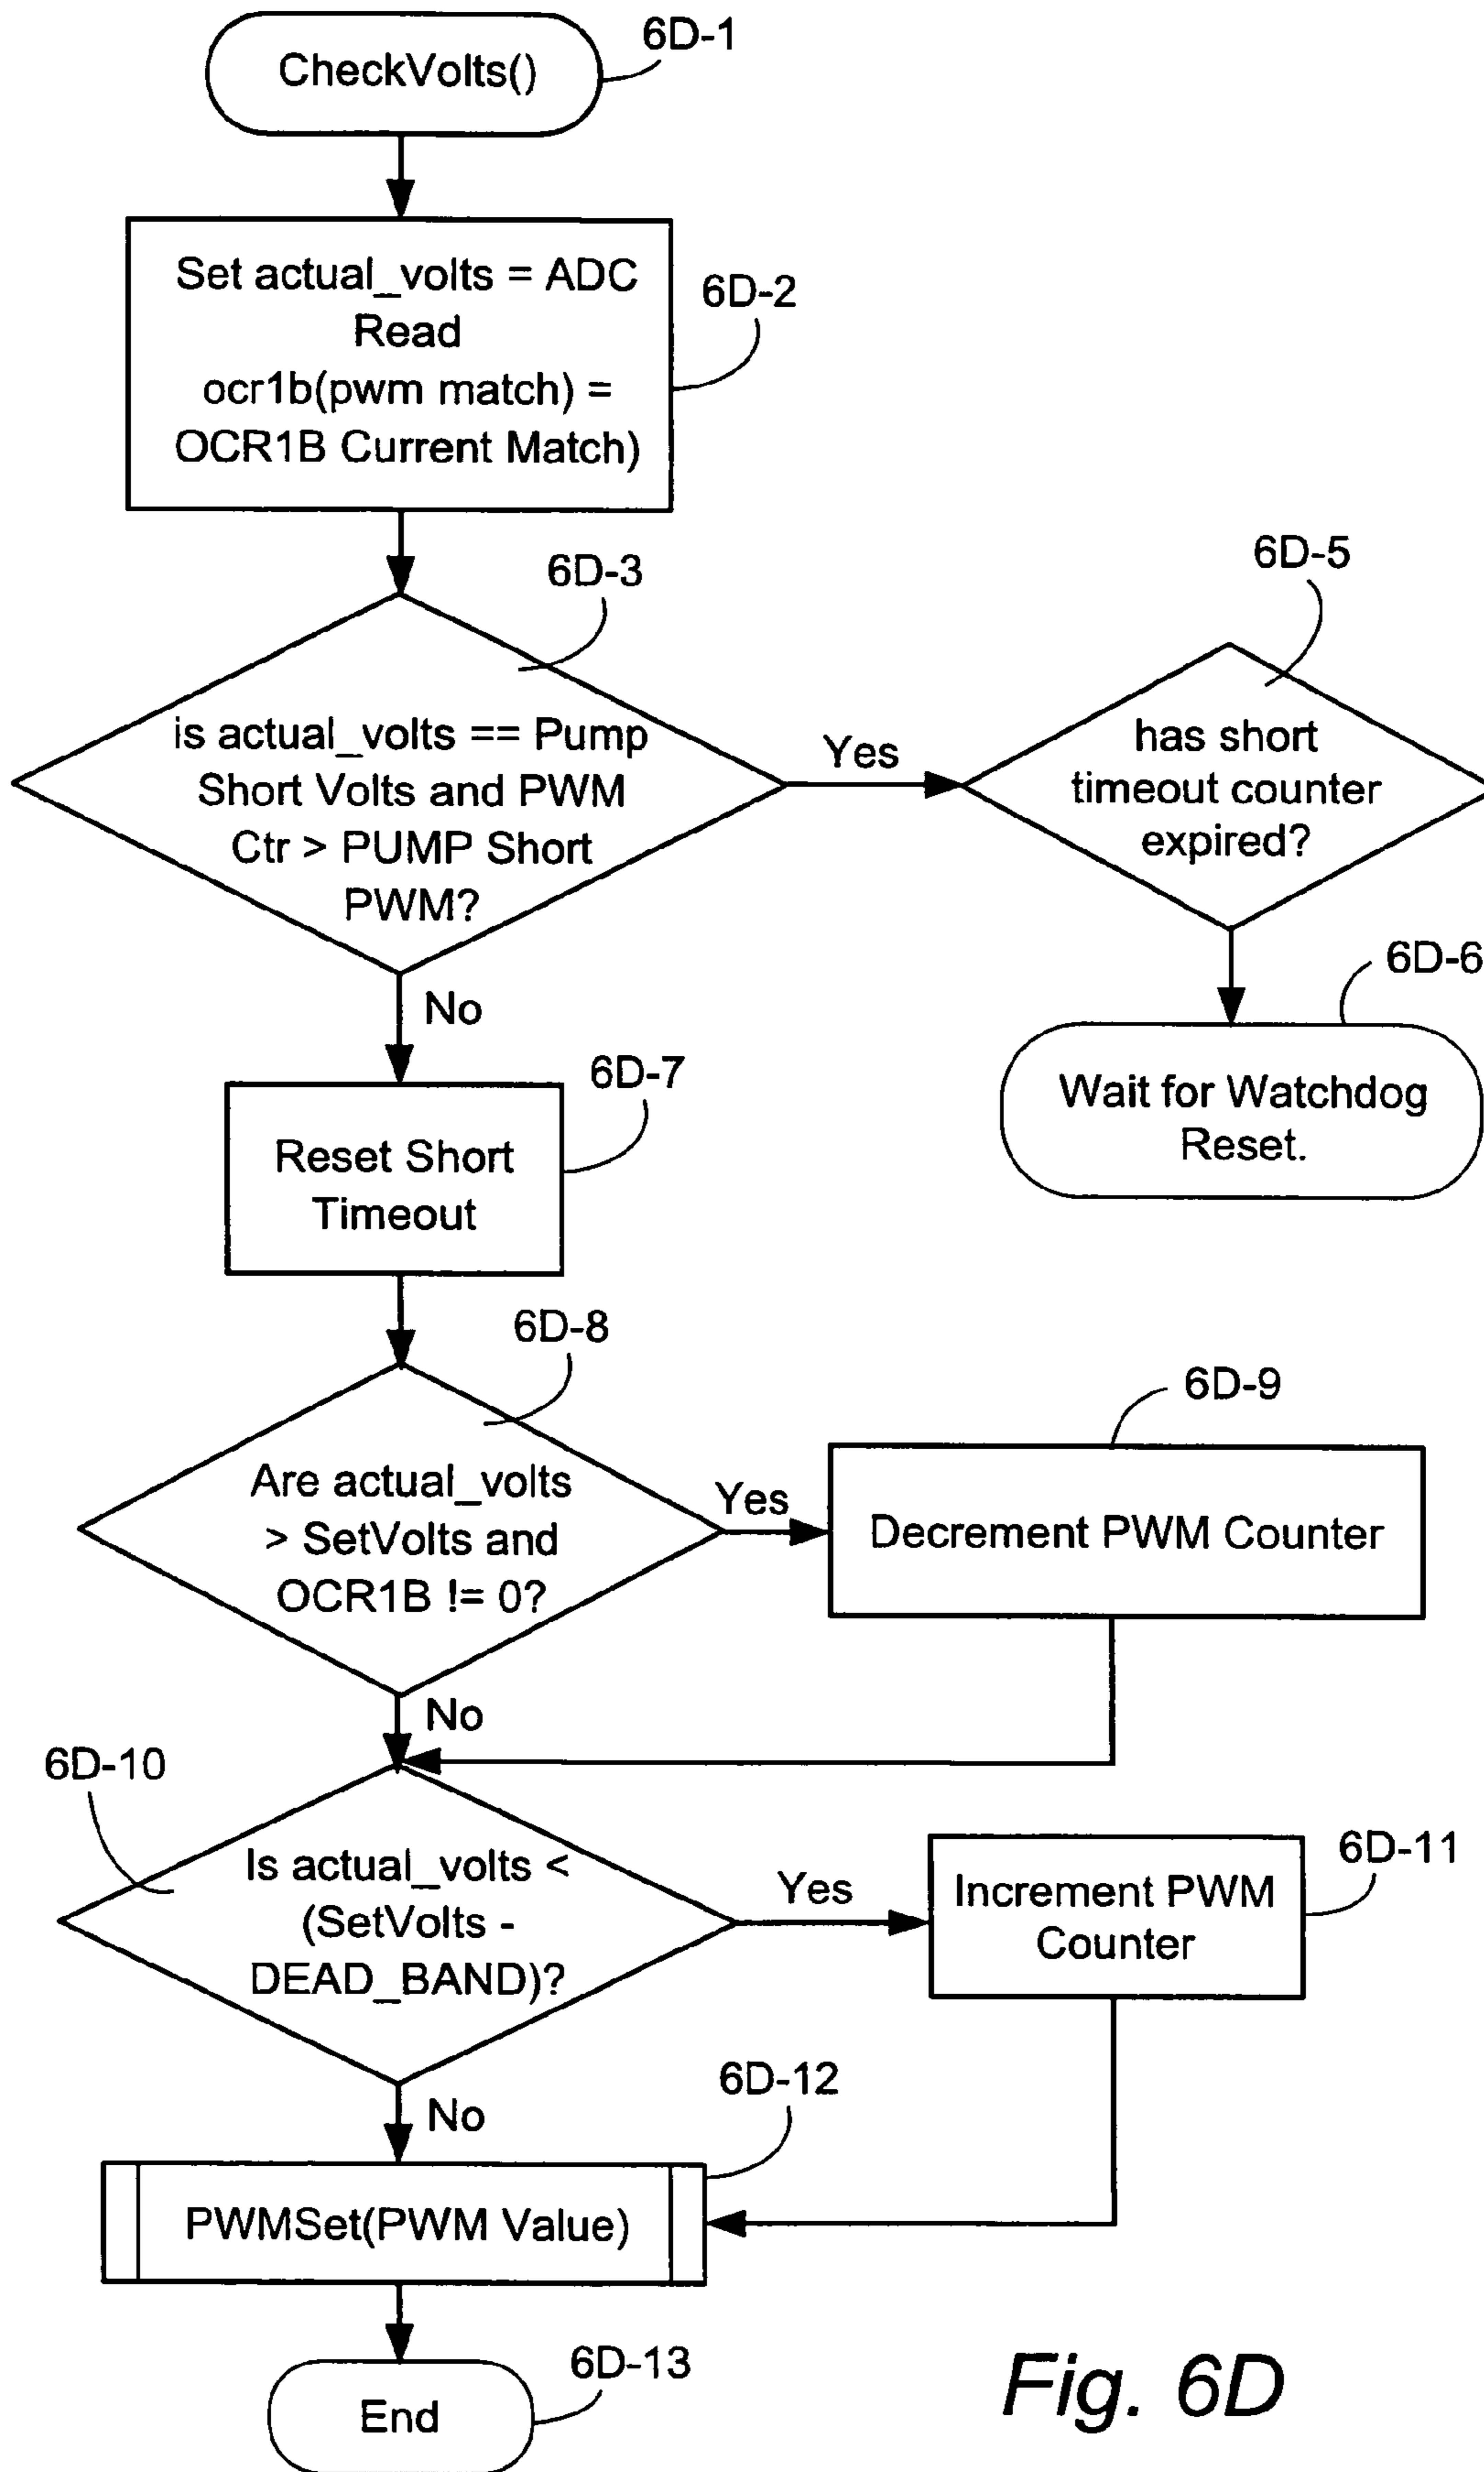 CheckVolts()
6D-1
Set actual_volts = ADC
Read
ocr1b(pwm match) =
OCR1B Current Match)
6D-2
6D-3
is actual_volts == Pump
Short Volts and PWM
Ctr > PUMP Short
PWM?
Yes
6D-5
has short
timeout counter
expired?
6D-6
Wait for Watchdog
Reset.
No
6D-7
Reset Short
Timeout
6D-8
Are actual_volts
> SetVolts and
OCR1B != 0?
Yes
6D-9
Decrement PWM Counter
No
6D-10
Is actual_volts <
(SetVolts -
DEAD_BAND)?
Yes
Increment PWM
Counter
6D-11
No
6D-12
PWMSet(PWM Value)
6D-13
End
Fig. 6D